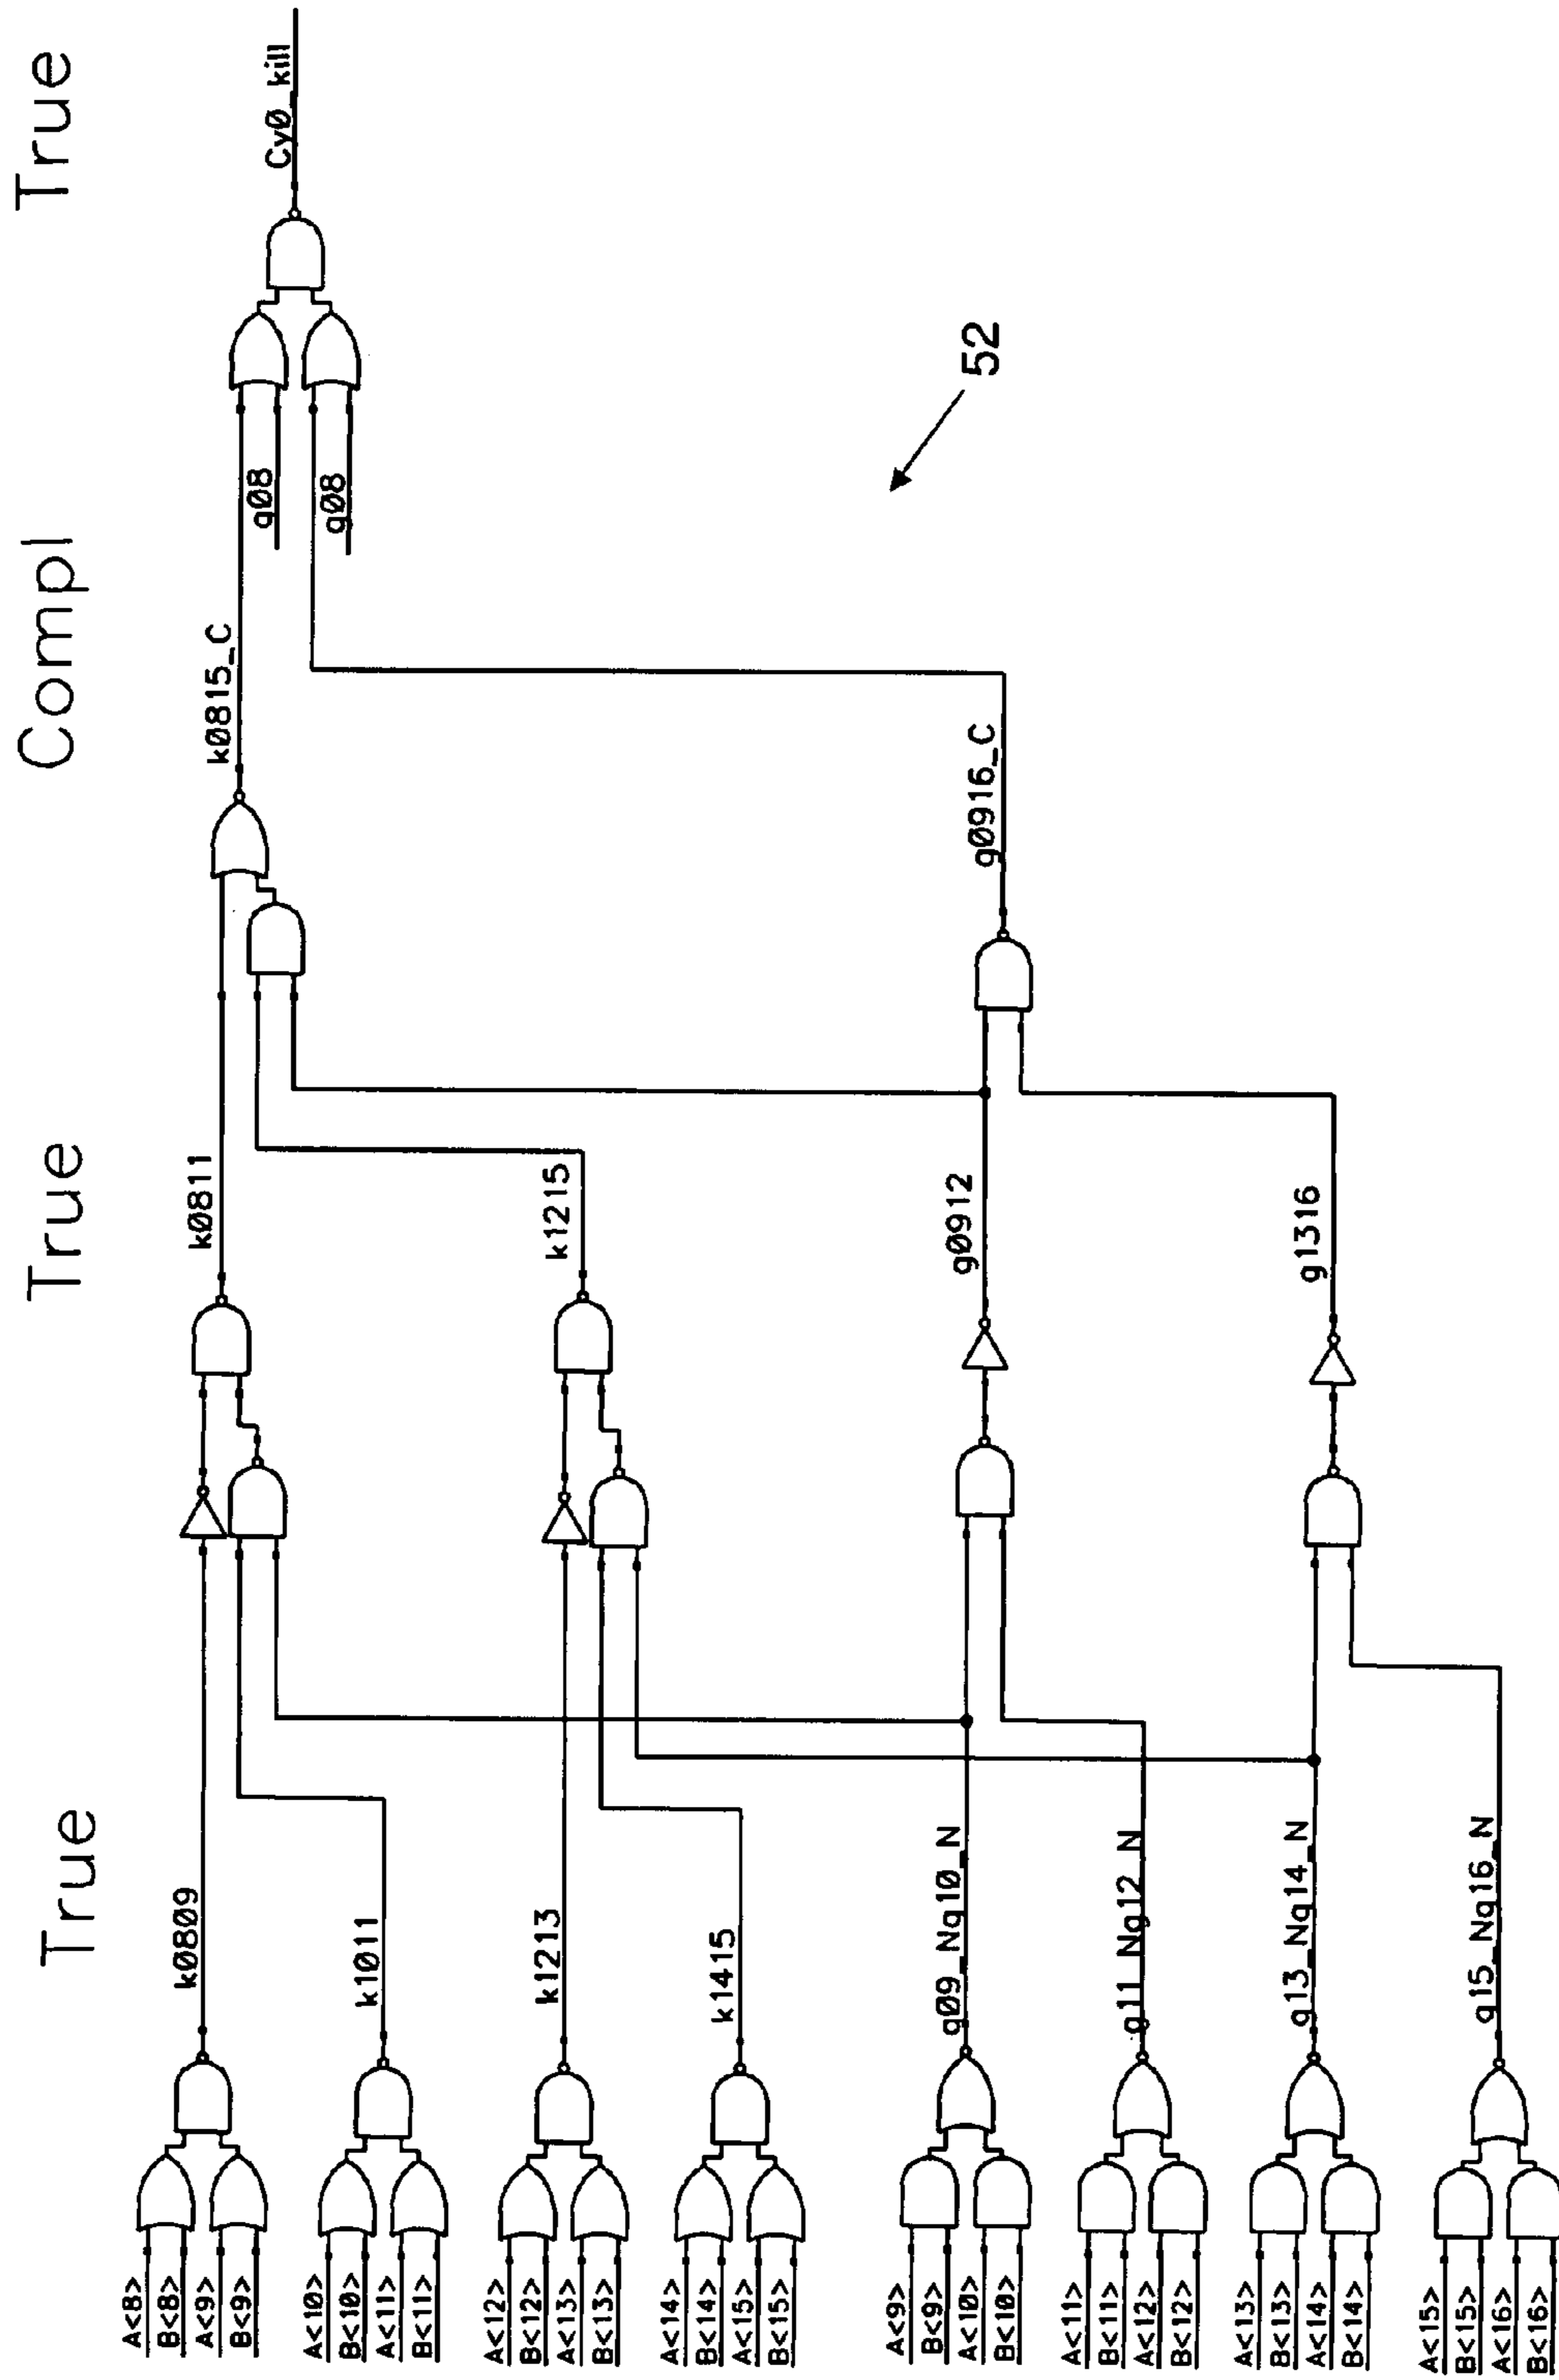 True
True
Compl
True
A<8>
B<8>
A<9>
B<9>
k0809
A<10>
B<10>
A<11>
B<11>
k1011
k0811
A<12>
B<12>
A<13>
B<13>
k1213
A<14>
B<14>
A<15>
B<15>
k1415
k1215
k0815_C
g08
g08
Cy0_kill
A<9>
B<9>
A<10>
B<10>
g09_Ng10_N
A<11>
B<11>
A<12>
B<12>
g11_Ng12_N
g0912
A<13>
B<13>
A<14>
B<14>
g13_Ng14_N
A<15>
B<15>
A<16>
B<16>
g15_Ng16_N
g1316
g0916_C
52